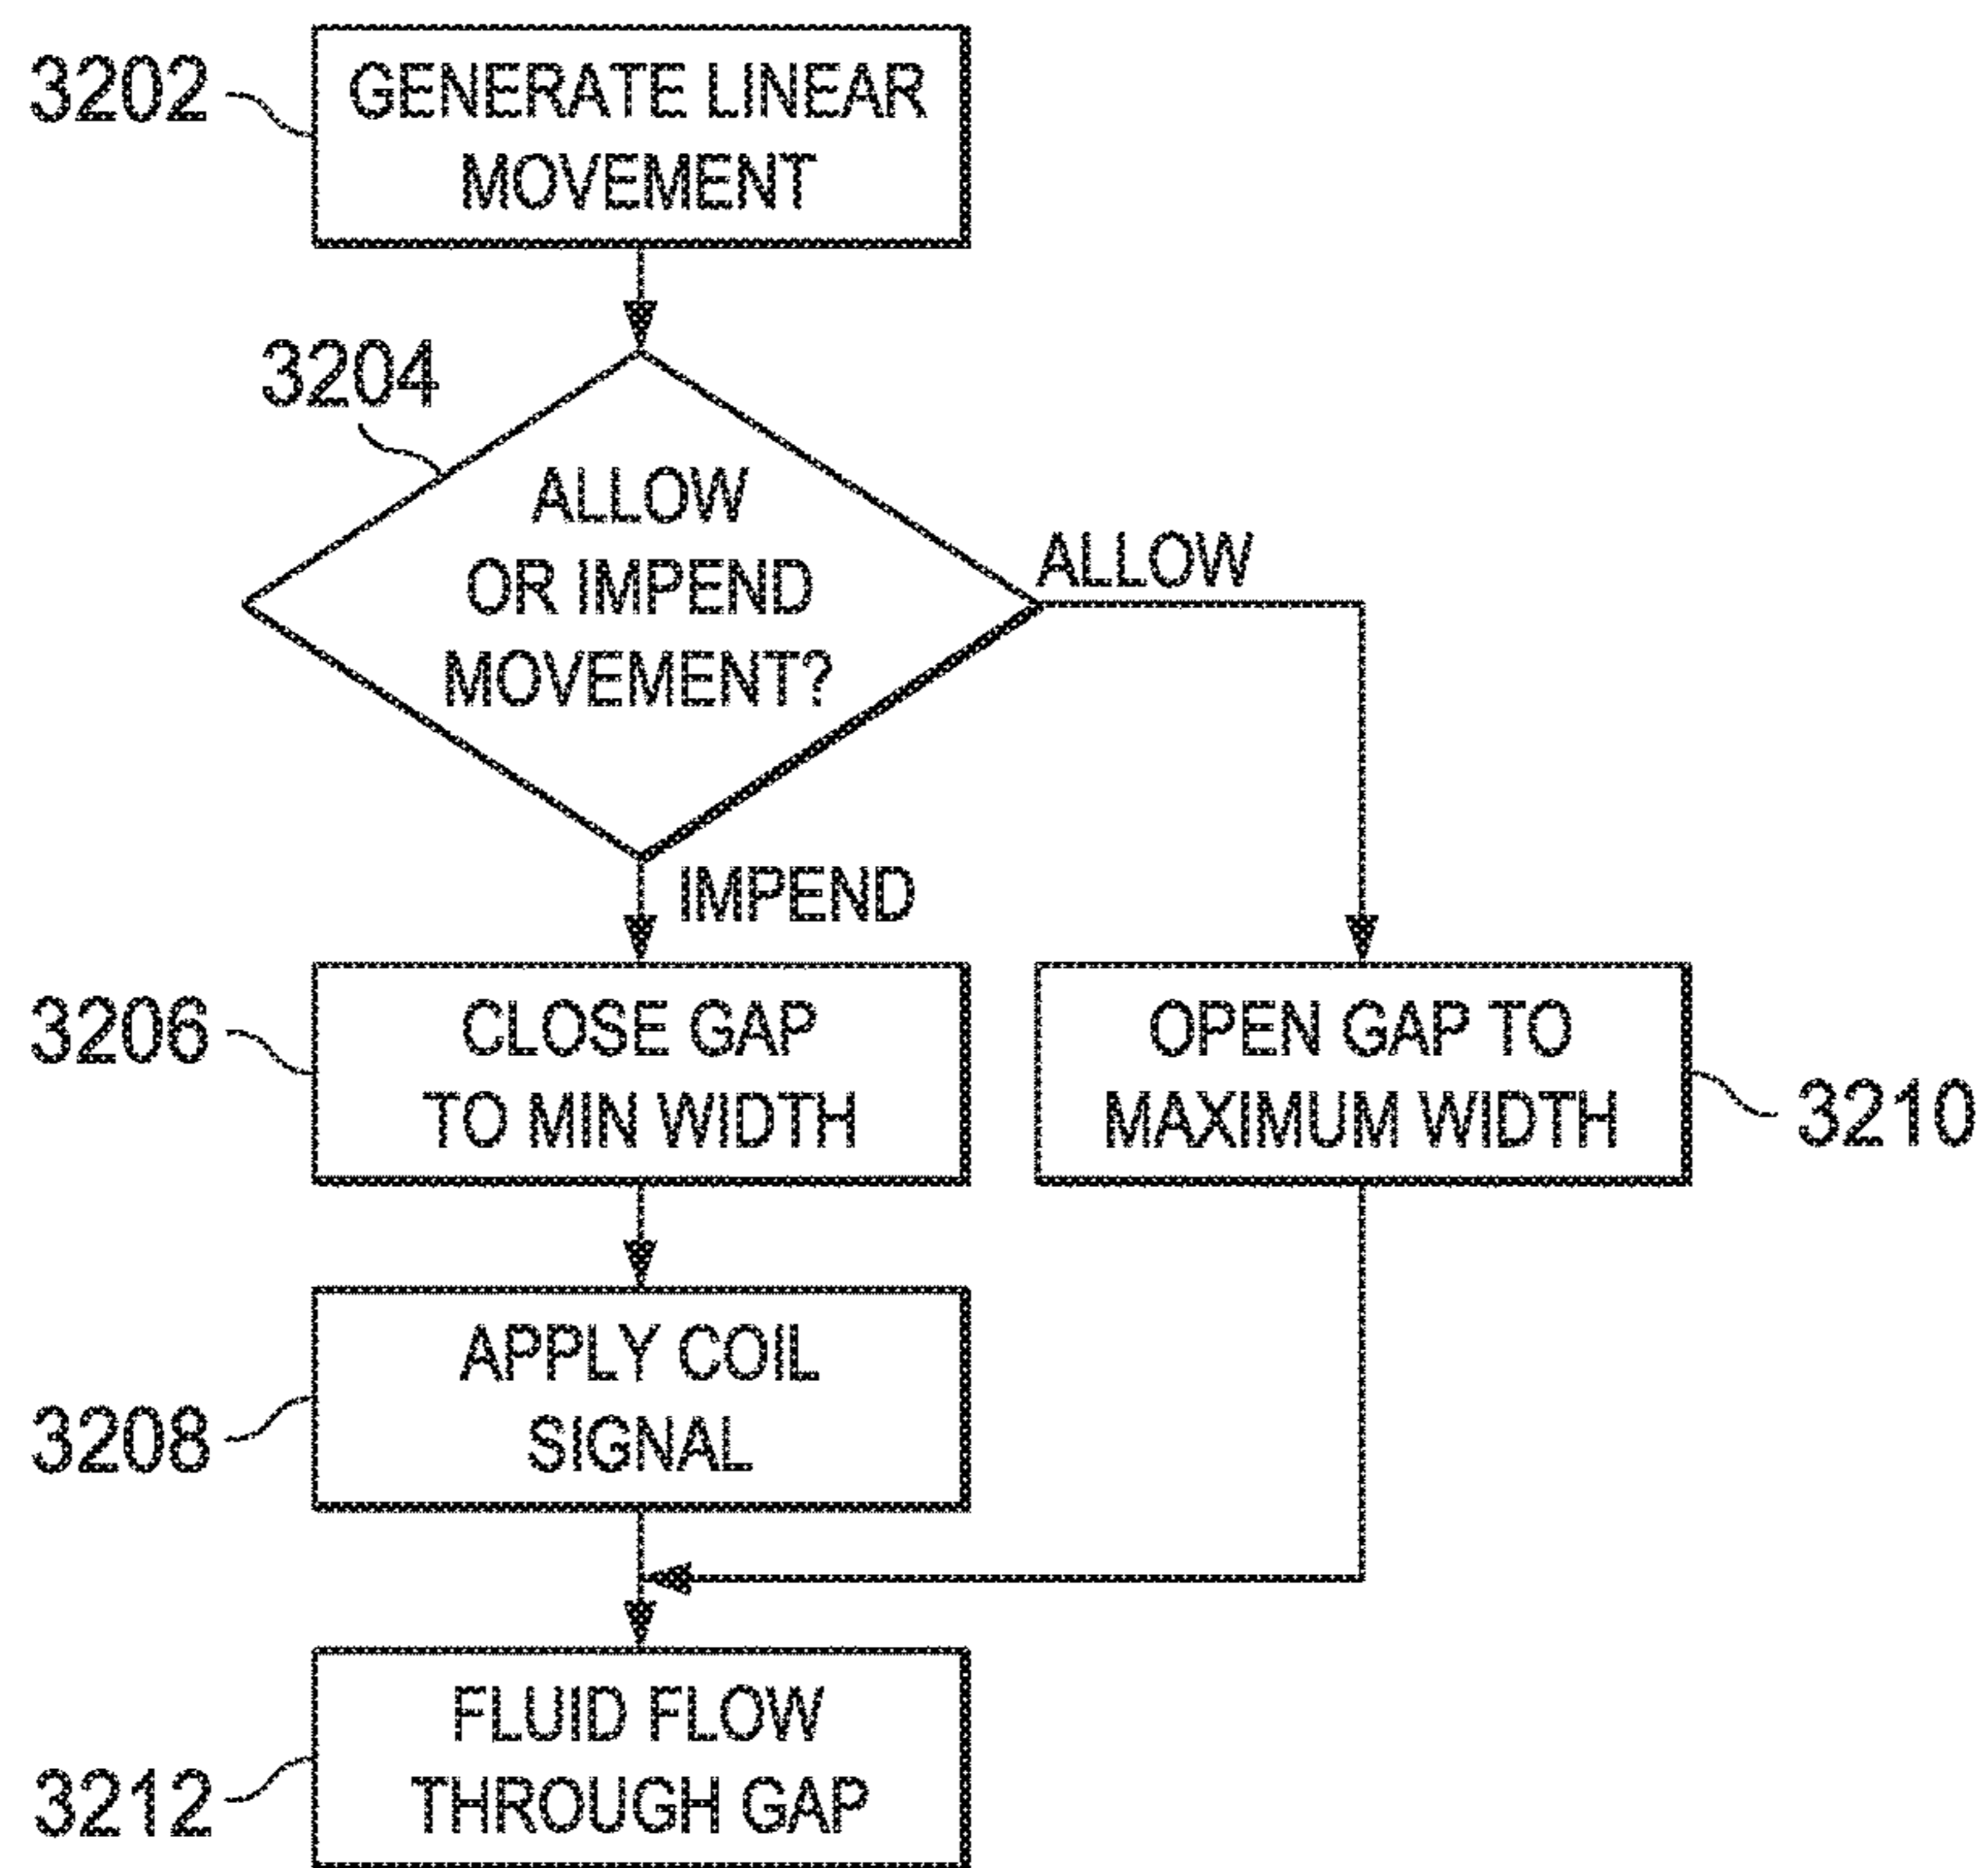 3202
GENERATE LINEAR
MOVEMENT
3204
ALLOW
OR IMPEND
MOVEMENT?
ALLOW
IMPEND
3206
CLOSE GAP
TO MIN WIDTH
OPEN GAP TO
MAXIMUM WIDTH
3210
APPLY COIL
SIGNAL
3208
FLUID FLOW
THROUGH GAP
3212